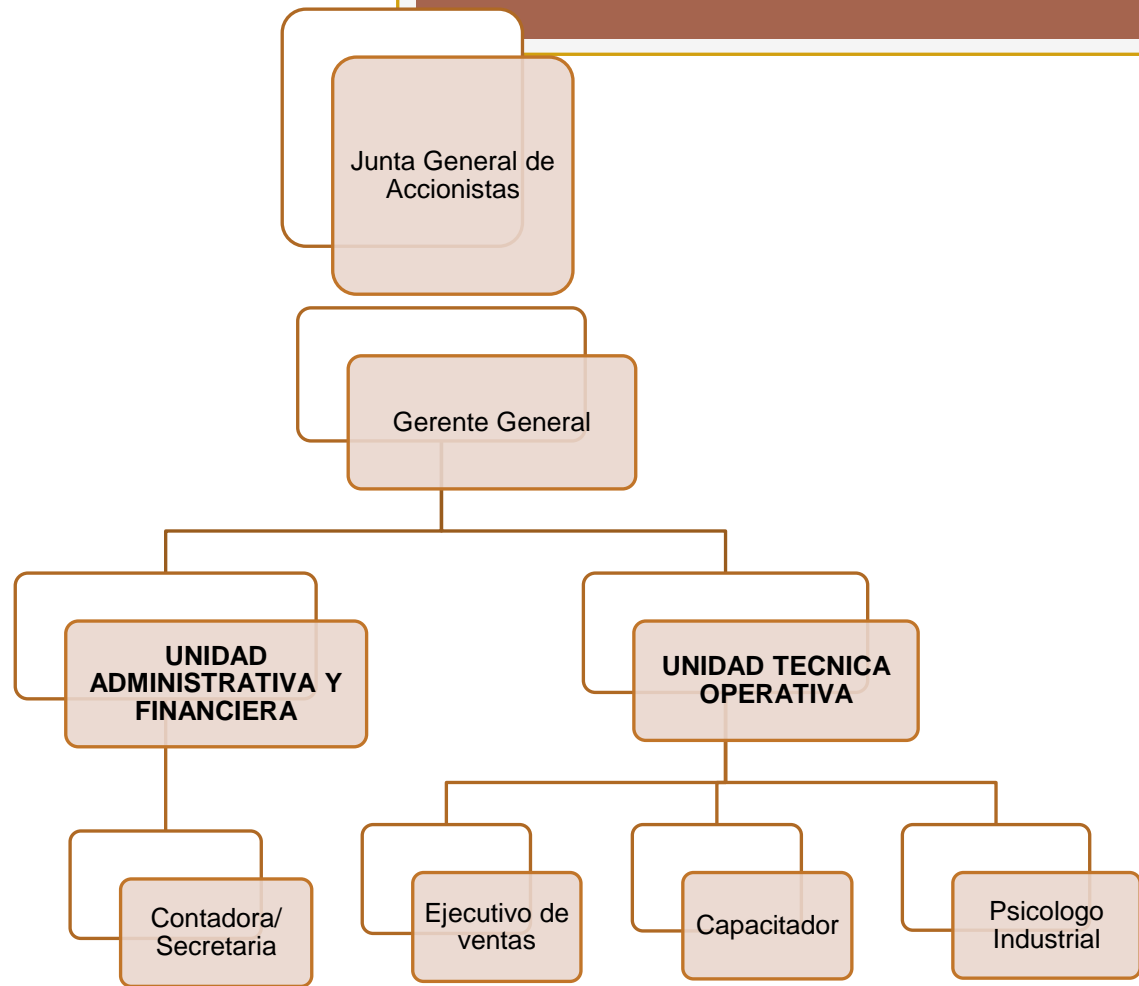 Junta General de
Accionistas
Gerente General
UNIDAD
ADMINISTRATIVA Y
FINANCIERA
UNIDAD TECNICA
OPERATIVA
Contadora/
Secretaria
Ejecutivo de
ventas
Capacitador
Psicologo
Industrial